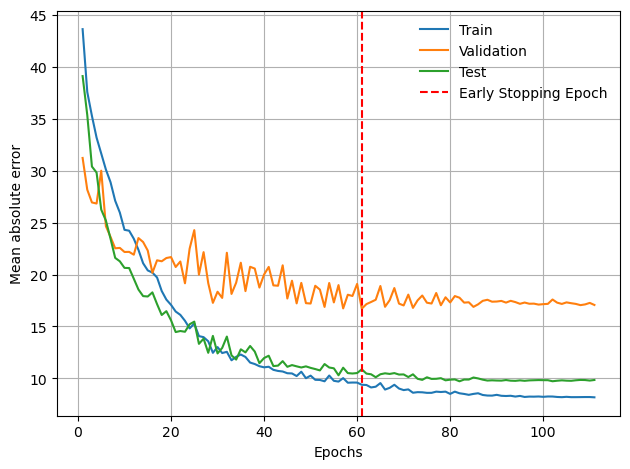 45
40
35
30
25
20
15
10
Mean absolute error
Train
Validation
Test
Early Stopping Epoch
0 20 40 60 80 100
Epochs